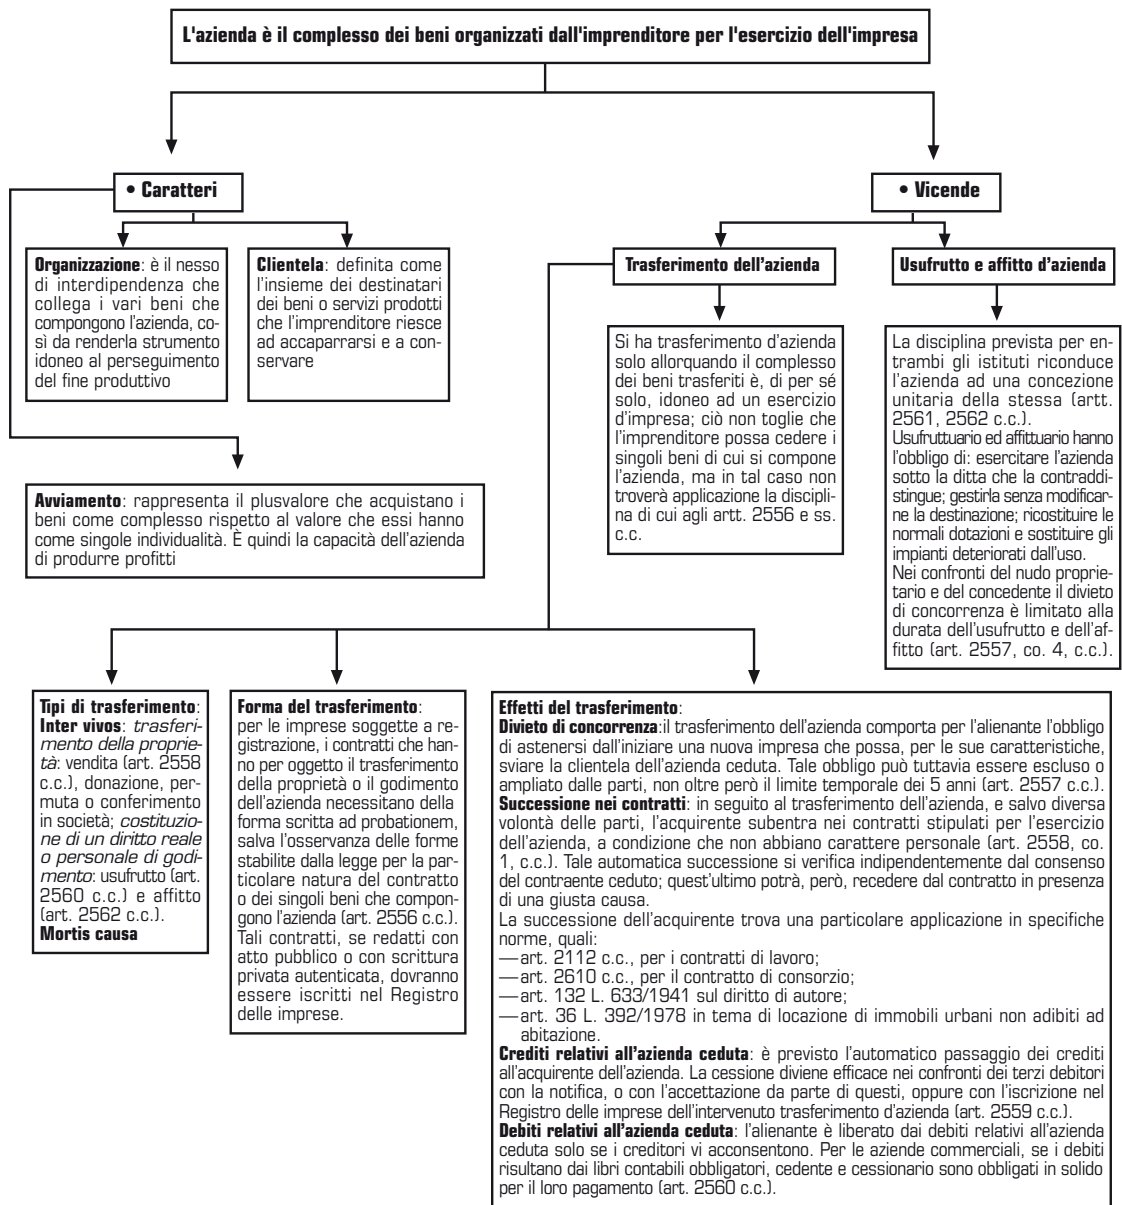 L'azienda è il complesso dei beni organizzati dall'imprenditore per l'esercizio dell'impresa
• Caratteri
Organizzazione: è il nesso
di interdipendenza che
collega i vari beni che
compongono l'azienda, co-
sì da renderla strumento
idoneo al perseguimento
del fine produttivo
Clientela: definita come
l'insieme dei destinatari
dei beni o servizi prodotti
che l'imprenditore riesce
ad accaparrarsi e a con-
servare
Avviamento: rappresenta il plusvalore che acquistano i
beni come complesso rispetto al valore che essi hanno
come singole individualità. È quindi la capacità dell'azienda
di produrre profitti
• Vicende
Trasferimento dell'azienda
Si ha trasferimento d'azienda
solo allorquando il complesso
dei beni trasferiti è, di per sé
solo, idoneo ad un esercizio
d'impresa; ciò non toglie che
l'imprenditore possa cedere i
singoli beni di cui si compone
l'azienda, ma in tal caso non
troverà applicazione la discipli-
na di cui agli artt. 2556 e ss.
c.c.
Usufrutto e affitto d'azienda
La disciplina prevista per en-
trambi gli istituti riconduce
l'azienda ad una concezione
unitaria della stessa (artt.
2561, 2562 c.c.).
Usufruttuario ed affittuario hanno
l'obbligo di: esercitare l'azienda
sotto la ditta che la contraddi-
stingue; gestirla senza modificar-
ne la destinazione; ricostituire le
normali dotazioni e sostituire gli
impianti deteriorati dall'uso.
Nei confronti del nudo proprie-
tario e del concedente il divieto
di concorrenza è limitato alla
durata dell'usufrutto e dell'af-
fitto (art. 2557, co. 4, c.c.).
Tipi di trasferimento:
Inter vivos: trasferi-
mento della proprie-
tà: vendita (art. 2558
c.c.), donazione, per-
muta o conferimento
in società; costituzio-
ne di un diritto reale
o personale di godi-
mento: usufrutto (art.
2560 c.c.) e affitto
(art. 2562 c.c.).
Mortis causa
Forma del trasferimento:
per le imprese soggette a re-
gistrazione, i contratti che han-
no per oggetto il trasferimento
della proprietà o il godimento
dell'azienda necessitano della
forma scritta ad probationem,
salva l'osservanza delle forme
stabilite dalla legge per la par-
ticolare natura del contratto
o dei singoli beni che compon-
gono l'azienda (art. 2556 c.c.).
Tali contratti, se redatti con
atto pubblico o con scrittura
privata autenticata, dovranno
essere iscritti nel Registro
delle imprese.
Effetti del trasferimento:
Divieto di concorrenza:il trasferimento dell'azienda comporta per l'alienante l'obbligo
di astenersi dall'iniziare una nuova impresa che possa, per le sue caratteristiche,
sviare la clientela dell'azienda ceduta. Tale obbligo può tuttavia essere escluso o
ampliato dalle parti, non oltre però il limite temporale dei 5 anni (art. 2557 c.c.).
Successione nei contratti: in seguito al trasferimento dell'azienda, e salvo diversa
volontà delle parti, l'acquirente subentra nei contratti stipulati per l'esercizio
dell'azienda, a condizione che non abbiano carattere personale (art. 2558, co.
1, c.c.). Tale automatica successione si verifica indipendentemente dal consenso
del contraente ceduto; quest'ultimo potrà, però, recedere dal contratto in presenza
di una giusta causa.
La successione dell'acquirente trova una particolare applicazione in specifiche
norme, quali:
—art. 2112 c.c., per i contratti di lavoro;
—art. 2610 c.c., per il contratto di consorzio;
—art. 132 L. 633/1941 sul diritto di autore;
—art. 36 L. 392/1978 in tema di locazione di immobili urbani non adibiti ad
abitazione.
Crediti relativi all'azienda ceduta: è previsto l'automatico passaggio dei crediti
all'acquirente dell'azienda. La cessione diviene efficace nei confronti dei terzi debitori
con la notifica, o con l'accettazione da parte di questi, oppure con l'iscrizione nel
Registro delle imprese dell'intervenuto trasferimento d'azienda (art. 2559 c.c.).
Debiti relativi all'azienda ceduta: l'alienante è liberato dai debiti relativi all'azienda
ceduta solo se i creditori vi acconsentono. Per le aziende commerciali, se i debiti
risultano dai libri contabili obbligatori, cedente e cessionario sono obbligati in solido
per il loro pagamento (art. 2560 c.c.).